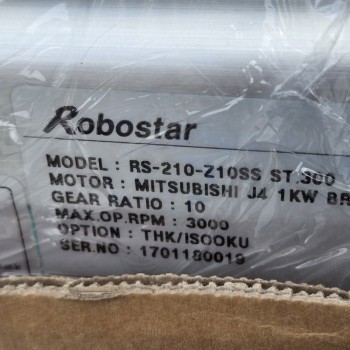 Robostar
MODEL : RS-210-Z10SS ST.300
MOTOR : MITSUBISHI J4 1KW BR
GEAR RATIO : 10
MAX.OP.RPM : 3000
OPTION : THK/ISOOKU
SER.NO : 1701180019